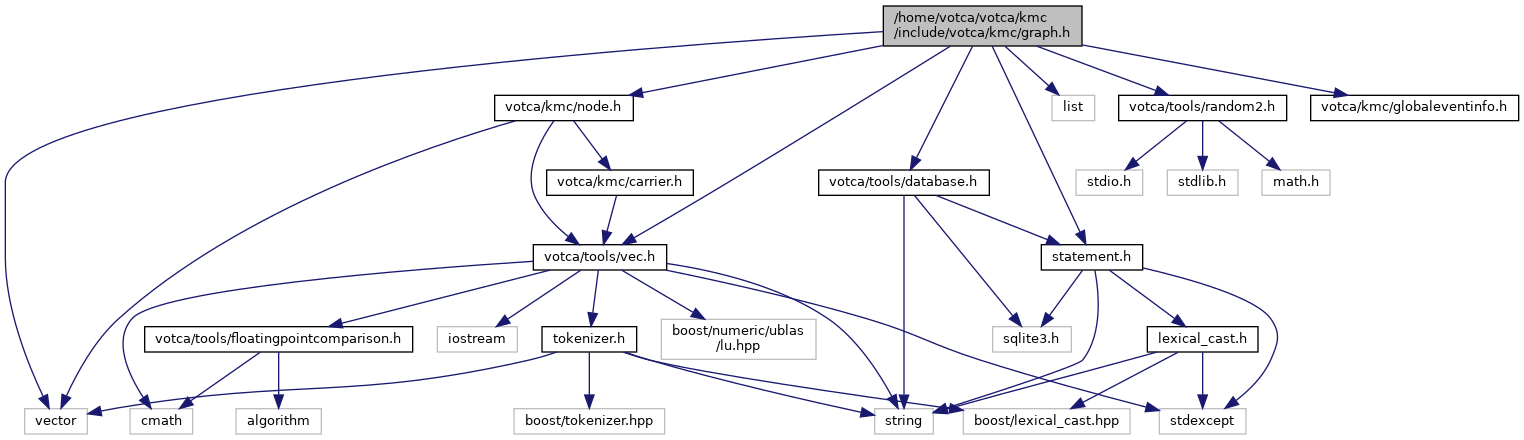 /home/votca/votca/kmc
/include/votca/kmc/graph.h
votca/kmc/node.h
list
votca/tools/random2.h
votca/kmc/globaleventinfo.h
votca/kmc/carrier.h
votca/tools/database.h
stdio.h
stdlib.h
math.h
votca/tools/vec.h
statement.h
votca/tools/floatingpointcomparison.h
iostream
tokenizer.h
boost/numeric/ublas
/lu.hpp
sqlite3.h
lexical_cast.h
vector
cmath
algorithm
boost/tokenizer.hpp
string
boost/lexical_cast.hpp
stdexcept